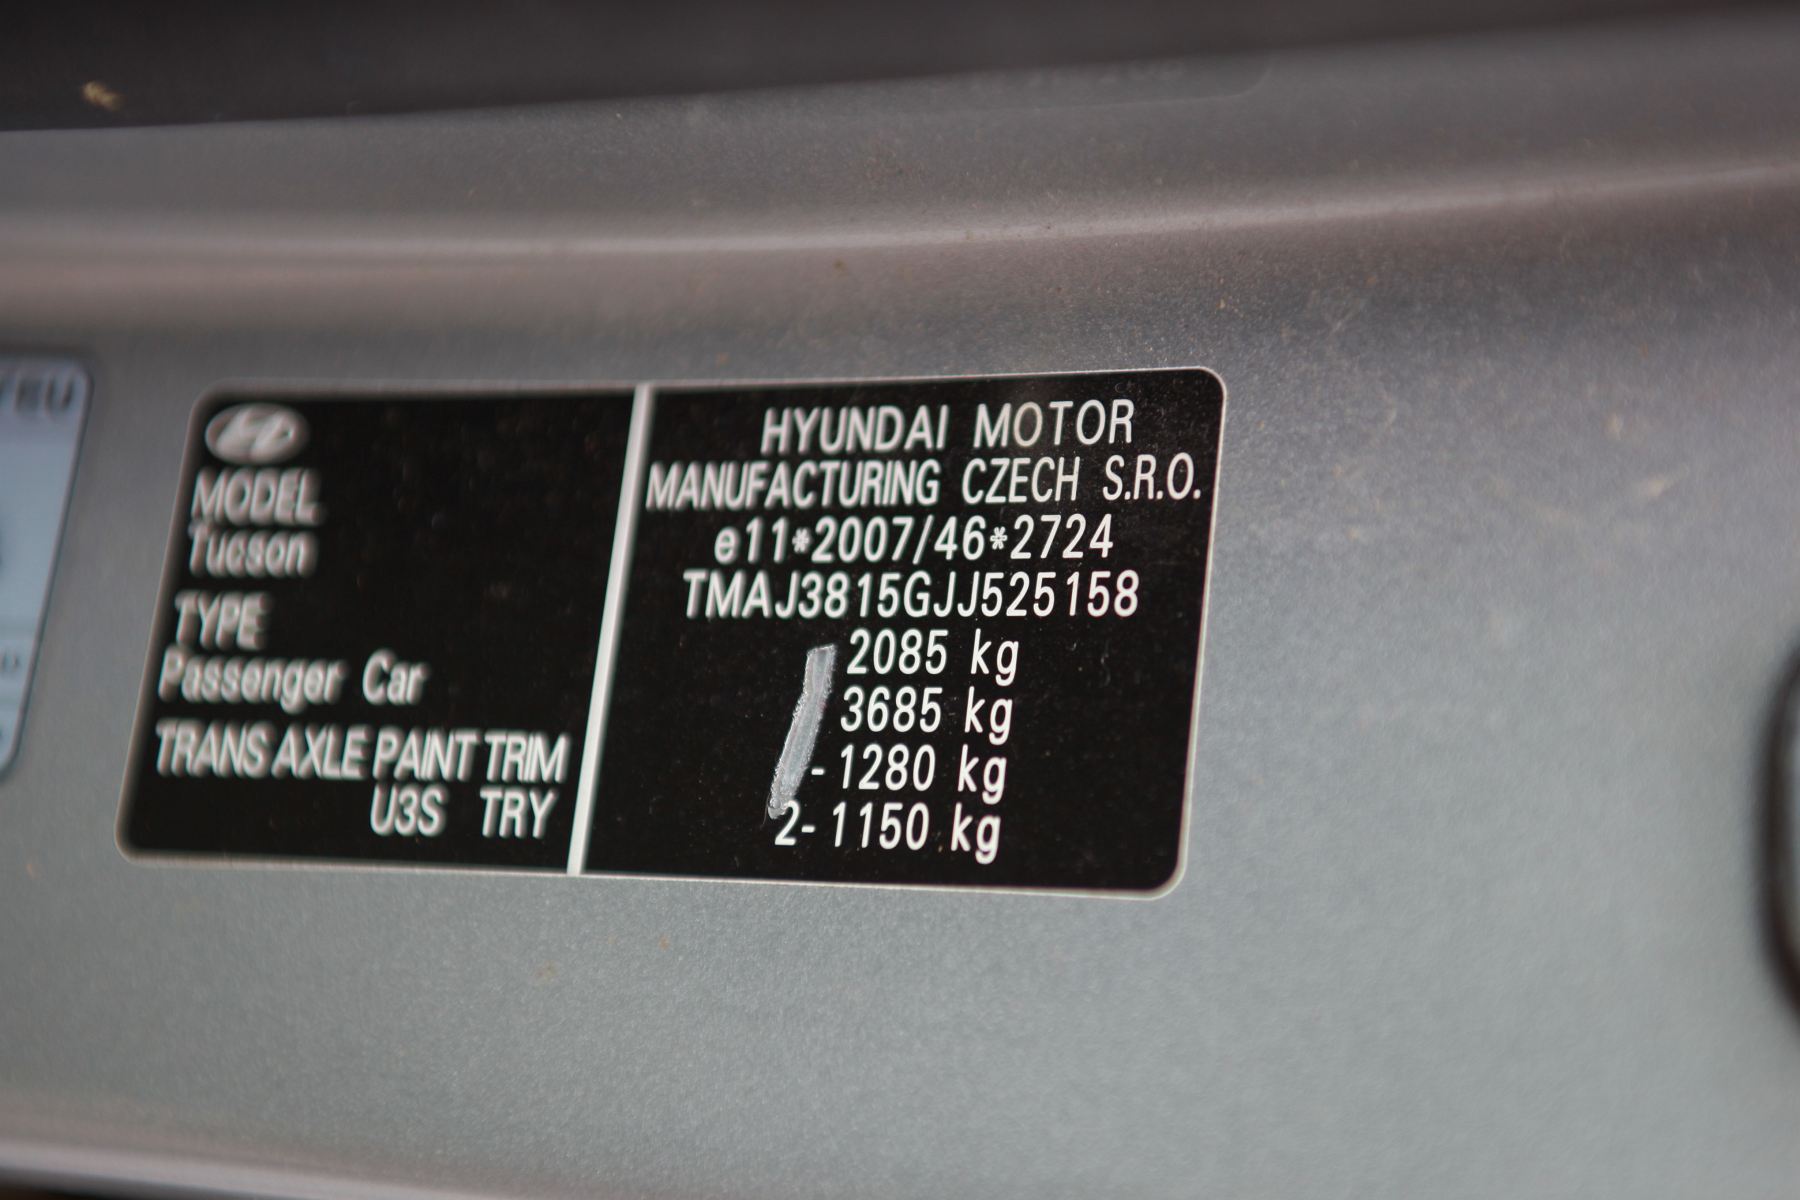 MODEL
Tucson
TYPE
Passenger Car
TRANS AXLE PAINT TRIM
U3S TRY
HYUNDAI MOTOR
MANUFACTURING CZECH S.R.O.
e11*2007/46*2724
TMAJ3815GJJ525158
2085 kg
3685 kg
- 1280 kg
2- 1150 kg